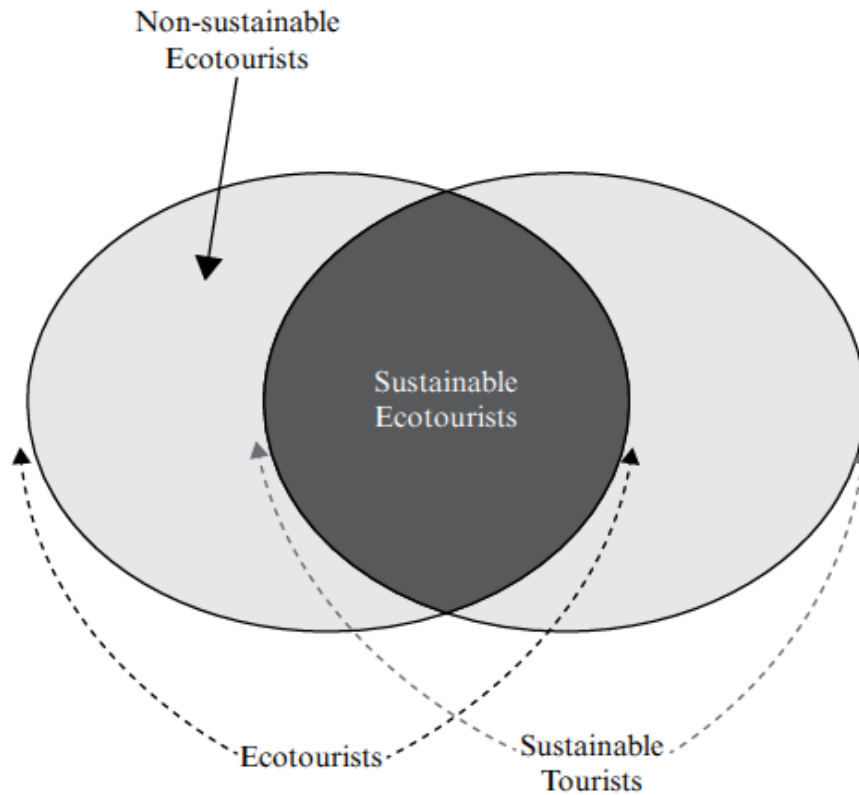 Non-sustainable
Ecotourists
Sustainable
Ecotourists
Ecotourists
Sustainable
Tourists